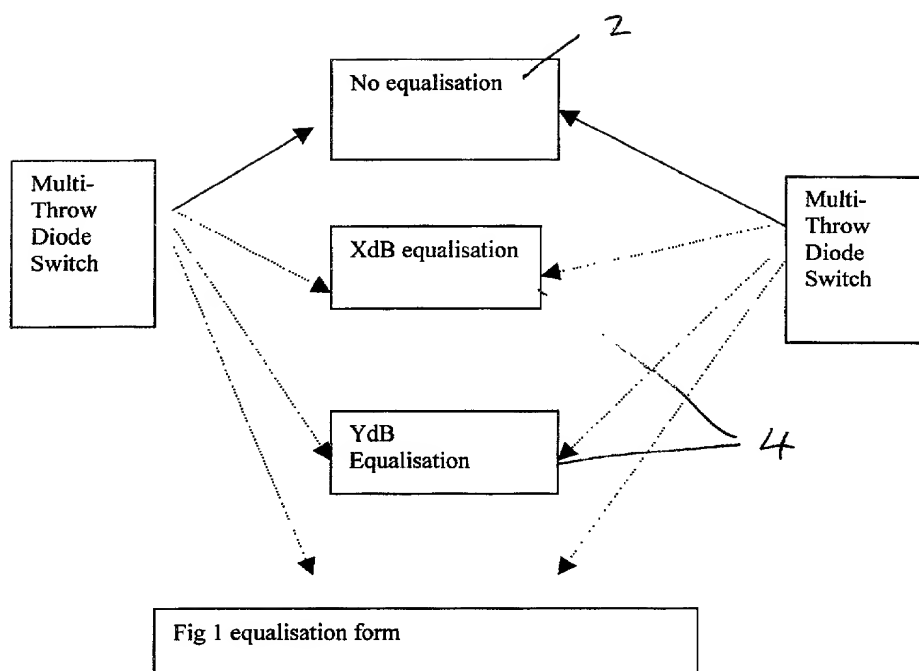 2
No equalisation
Multi-
Throw
Diode
Switch
XdB equalisation
Multi-
Throw
Diode
Switch
YdB
Equalisation
4
Fig 1 equalisation form